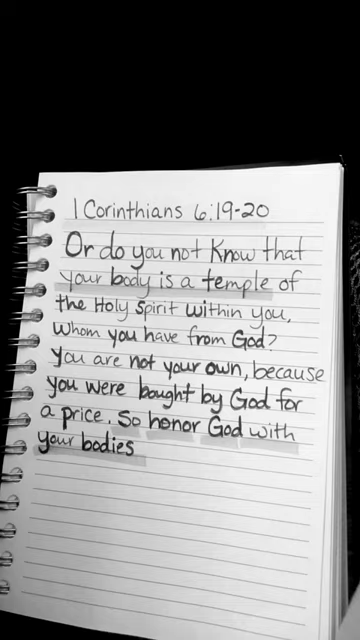 1 Corinthians 6:19-20
Or do you not Know that
your body is a temple of
the Holy Spirit within you,
Whom you have from God?
You are not your own, because
you were bought by God for
a price. So honor God with
your bodies